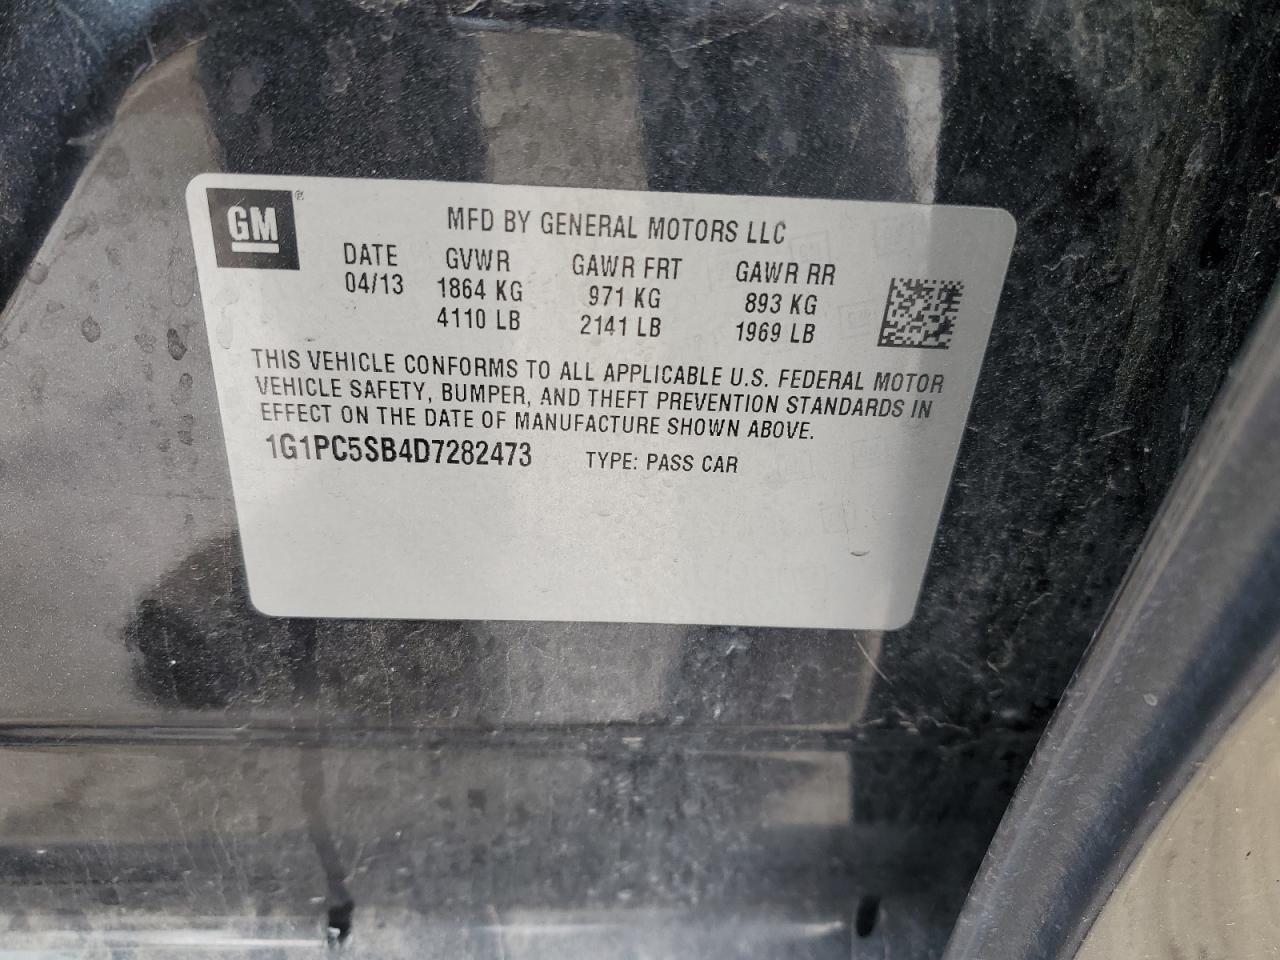 GM ®
MFD BY GENERAL MOTORS LLC
DATE GVWR GAWR FRT GAWR RR
04/13 1864 KG 971 KG 893 KG
4110 LB 2141 LB 1969 LB
THIS VEHICLE CONFORMS TO ALL APPLICABLE U.S. FEDERAL MOTOR
VEHICLE SAFETY, BUMPER, AND THEFT PREVENTION STANDARDS IN
EFFECT ON THE DATE OF MANUFACTURE SHOWN ABOVE.
1G1PC5SB4D7282473 TYPE: PASS CAR